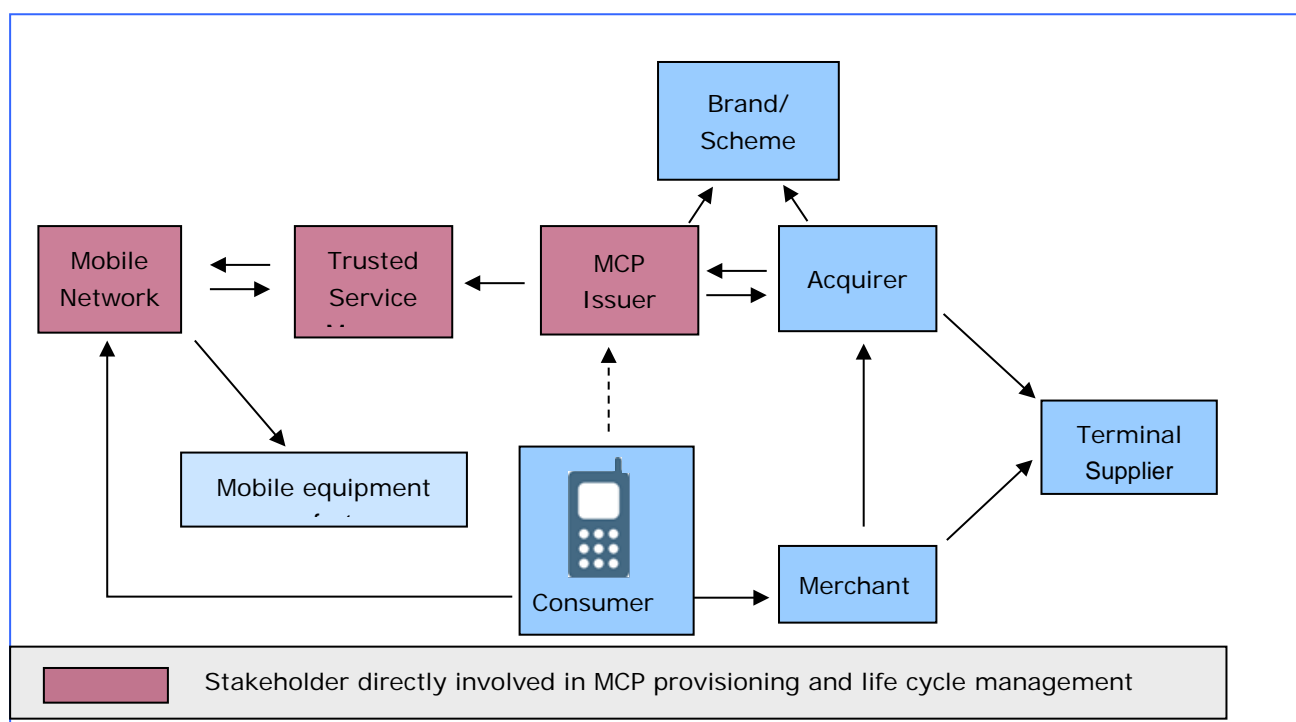 Brand/
Scheme
Mobile
Network
Trusted
Service
MCP
Issuer
Acquirer
Terminal
Supplier
Mobile equipment
Consumer
Merchant
Stakeholder directly involved in MCP provisioning and life cycle management